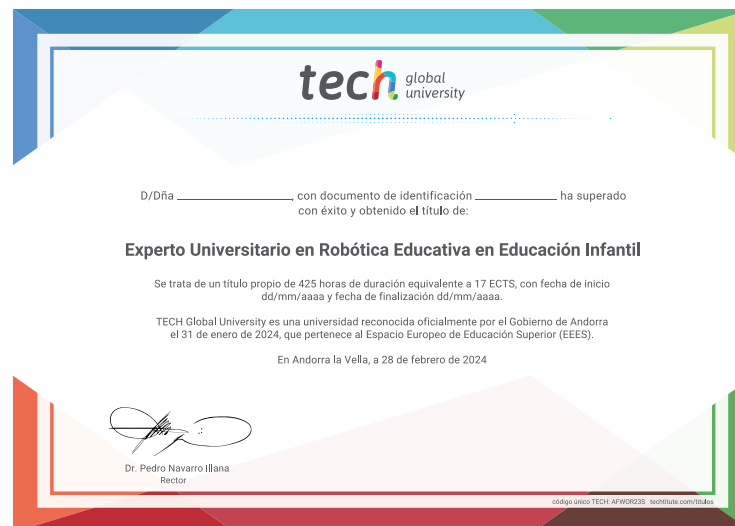 tech global university
D/Dña ____________________, con documento de identificación ______________ ha superado
con éxito y obtenido el título de:
Experto Universitario en Robótica Educativa en Educación Infantil
Se trata de un título propio de 425 horas de duración equivalente a 17 ECTS, con fecha de inicio
dd/mm/aaaa y fecha de finalización dd/mm/aaaa.
TECH Global University es una universidad reconocida oficialmente por el Gobierno de Andorra
el 31 de enero de 2024, que pertenece al Espacio Europeo de Educación Superior (EEES).
En Andorra la Vella, a 28 de febrero de 2024
Dr. Pedro Navarro Illana
Rector
código único TECH: AFWOR23S techtitute.com/titulos